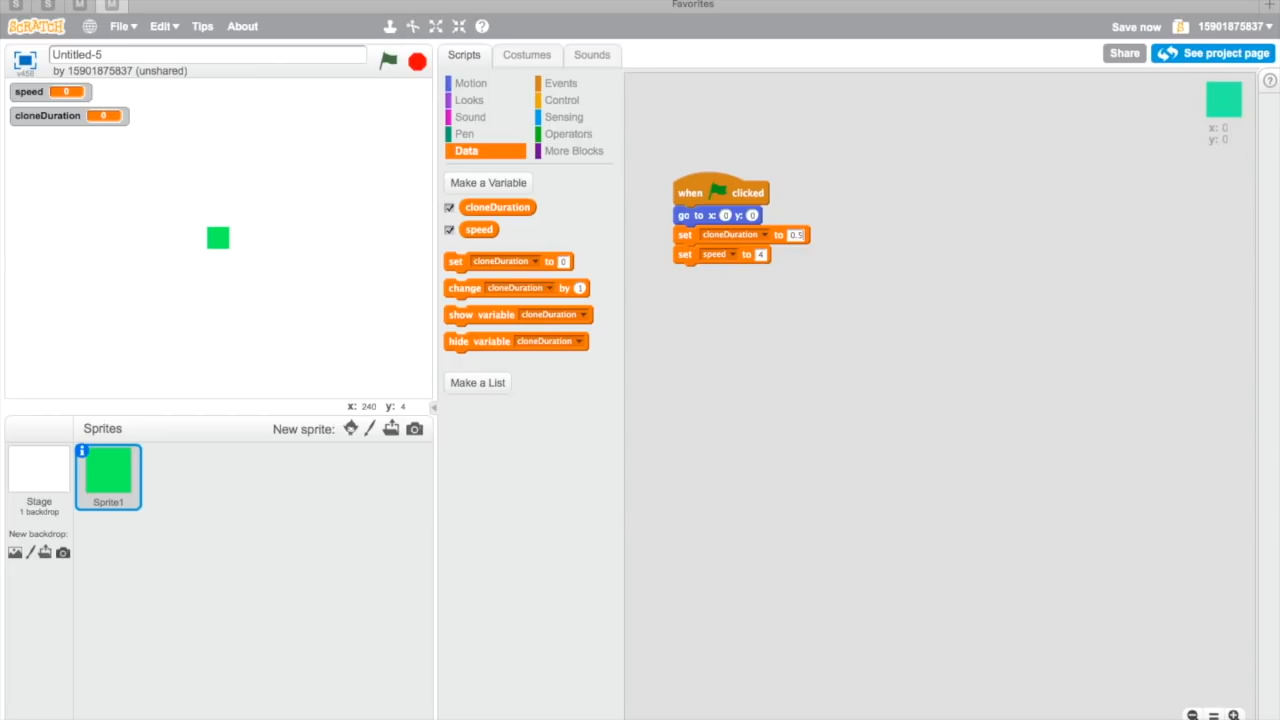 S S M M Favorites
SCRATCH File Edit Tips About Save now 15901875837
Untitled-5
by 15901875837 (unshared)
v456
Scripts Costumes Sounds
Share See project page
speed 0
cloneDuration 0
Motion Events
Looks Control
Sound Sensing
Pen Operators
Data More Blocks
Make a Variable
cloneDuration
speed
set cloneDuration to 0
change cloneDuration by 1
show variable cloneDuration
hide variable cloneDuration
Make a List
when clicked
go to x: 0 y: 0
set cloneDuration to 0.5
set speed to 4
x: 0
y: 0
x: 240 y: 4
Sprites New sprite:
Stage
1 backdrop
Sprite1
New backdrop: